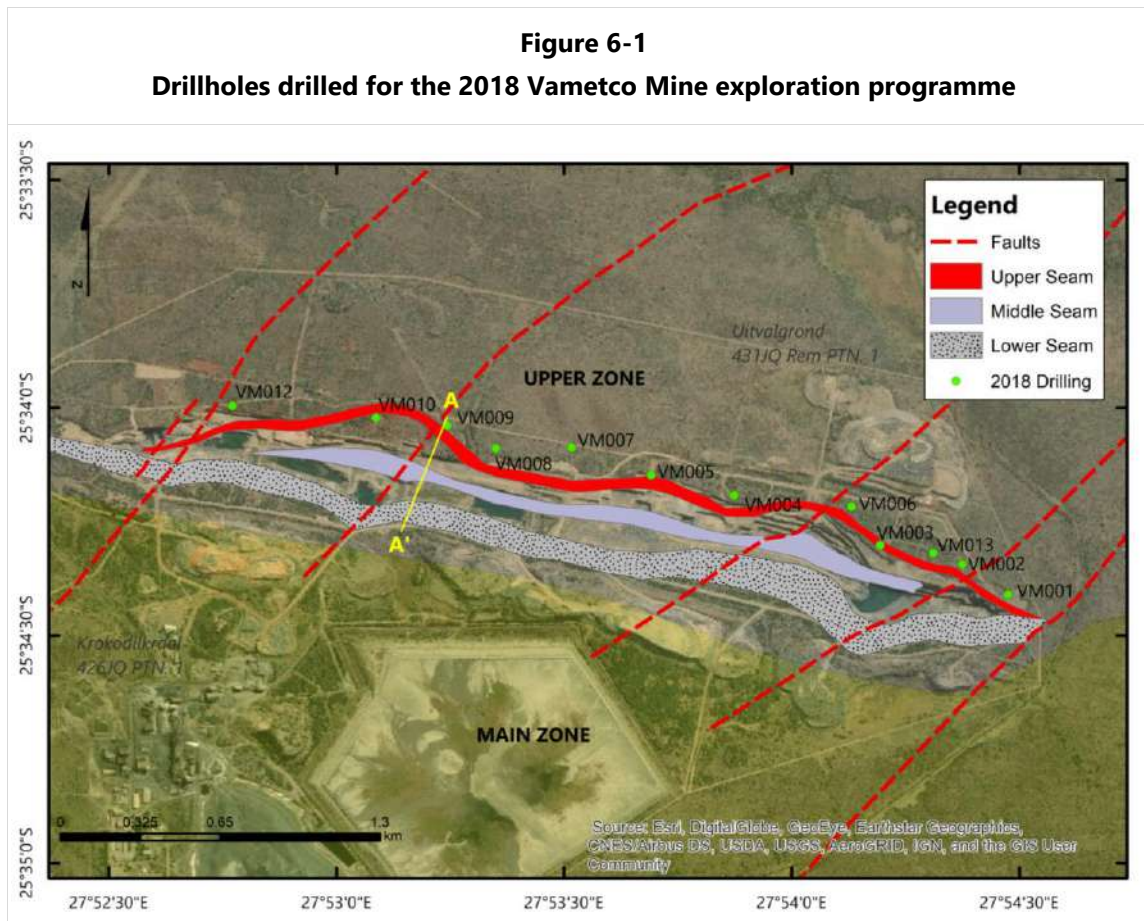 Figure 6-1
Drillholes drilled for the 2018 Vametco Mine exploration programme
25°33'30"S
25°34'0"S
25°34'30"S
25°35'0"S
N
Legend
Faults
Upper Seam
Middle Seam
Lower Seam
2018 Drilling
Uitvalgrond
431JQ Rem PTN. 1
UPPER ZONE
VM012
VM010
A
VM009
VM007
VM008
VM005
VM004
VM006
VM003
VM013
VM002
VM001
A'
Krokodilkraal
426JQ PTN. 1
MAIN ZONE
0 0.325 0.65 1.3
km
Source: Esri, DigitalGlobe, GeoEye, Earthstar Geographics,
CNES/Airbus DS, USDA, USGS, AeroGRID, IGN, and the GIS User
Community
27°52'30"E 27°53'0"E 27°53'30"E 27°54'0"E 27°54'30"E